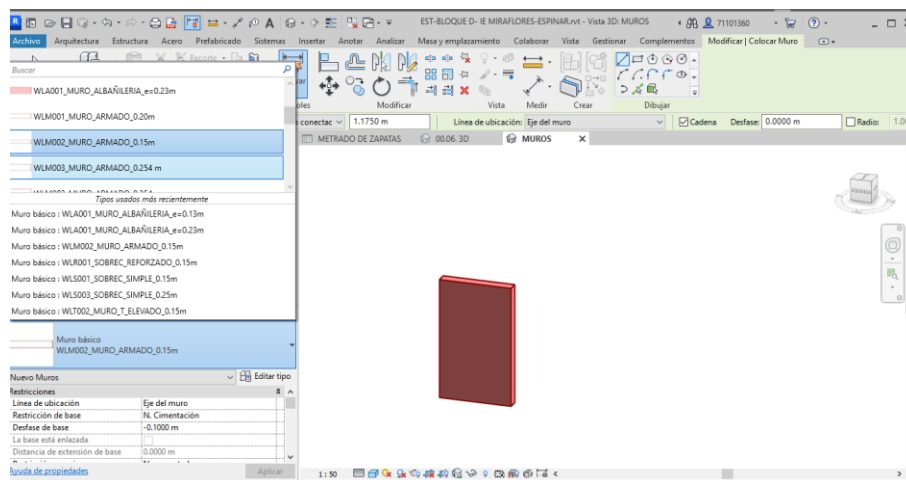 EST-BLOQUE D- IE MIRAFLORES-ESPINAR.rvt - Vista 3D: MUROS
71101360
Archivo Arquitectura Estructura Acero Prefabricado Sistemas Insertar Anotar Analizar Masa y emplazamiento Colaborar Vista Gestionar Complementos Modificar | Colocar Muro
Recorte
Buscar
WLA001_MURO_ALBAÑILERIA_e=0.23m
WLM001_MURO_ARMADO_0.20m
WLM002_MURO_ARMADO_0.15m
WLM003_MURO_ARMADO_0.254 m
Tipos usados más recientemente
Muro básico : WLA001_MURO_ALBAÑILERIA_e=0.13m
Muro básico : WLA001_MURO_ALBAÑILERIA_e=0.23m
Muro básico : WLM002_MURO_ARMADO_0.15m
Muro básico : WLR001_SOBREC_REFORZADO_0.15m
Muro básico : WLS001_SOBREC_SIMPLE_0.15m
Muro básico : WLS003_SOBREC_SIMPLE_0.25m
Muro básico : WLT002_MURO_T_ELEVADO_0.15m
Modificar Vista Medir Crear Dibujar
conectac 1.1750 m Línea de ubicación: Eje del muro Cadena Desfase: 0.0000 m Radio: 1.0
METRADO DE ZAPATAS 00.06. 3D MUROS
Muro básico
WLM002_MURO_ARMADO_0.15m
Nuevo Muros Editar tipo
Restricciones
Línea de ubicación Eje del muro
Restricción de base N. Cimentación
Desfase de base -0.1000 m
La base está enlazada
Distancia de extensión de base 0.0000 m
Ayuda de propiedades Aplicar
1 : 50